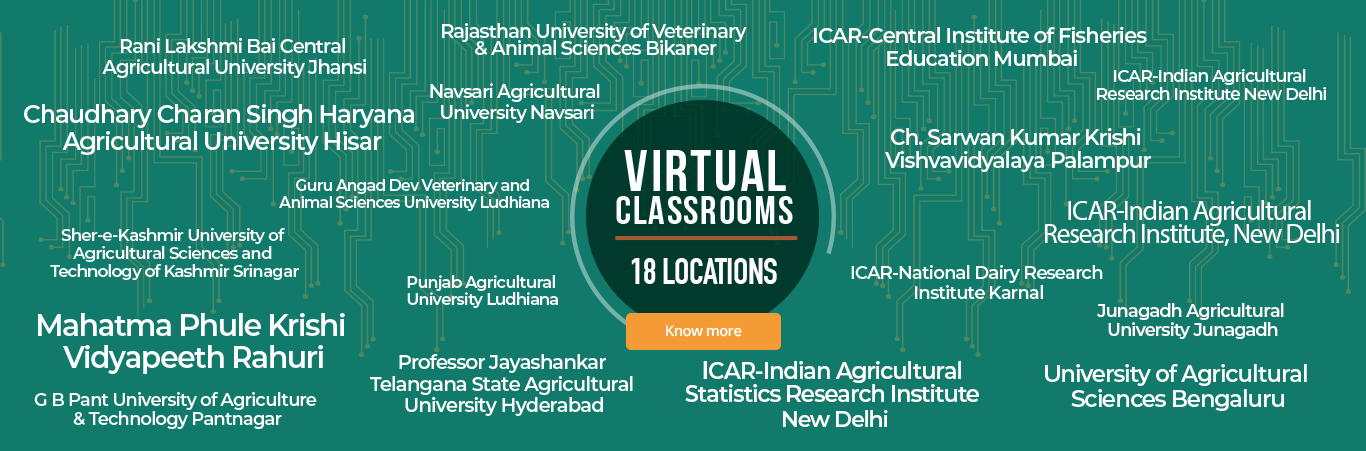 Rani Lakshmi Bai Central
Agricultural University Jhansi
Rajasthan University of Veterinary
& Animal Sciences Bikaner
ICAR-Central Institute of Fisheries
Education Mumbai
ICAR-Indian Agricultural
Research Institute New Delhi
Chaudhary Charan Singh Haryana
Agricultural University Hisar
Navsari Agricultural
University Navsari
Ch. Sarwan Kumar Krishi
Vishvavidyalaya Palampur
Guru Angad Dev Veterinary and
Animal Sciences University Ludhiana
VIRTUAL
CLASSROOMS
18 LOCATIONS
Know more
ICAR-Indian Agricultural
Research Institute, New Delhi
Sher-e-Kashmir University of
Agricultural Sciences and
Technology of Kashmir Srinagar
Punjab Agricultural
University Ludhiana
ICAR-National Dairy Research
Institute Karnal
Junagadh Agricultural
University Junagadh
Mahatma Phule Krishi
Vidyapeeth Rahuri
Professor Jayashankar
Telangana State Agricultural
University Hyderabad
ICAR-Indian Agricultural
Statistics Research Institute
New Delhi
University of Agricultural
Sciences Bengaluru
G B Pant University of Agriculture
& Technology Pantnagar